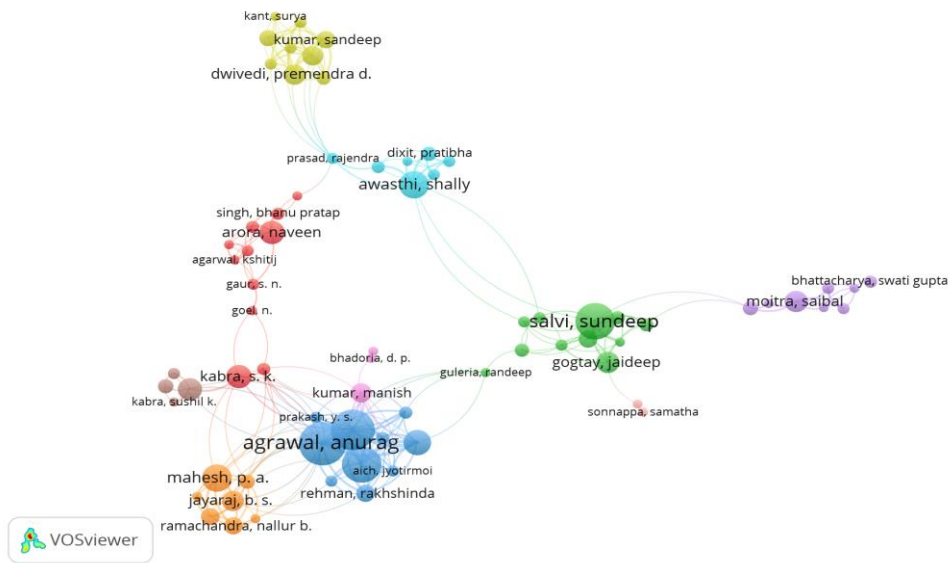 kant, surya
kumar, sandeep
dwivedi, premendra d.
prasad, rajendra
dixit, pratibha
awasthi, shally
singh, bhanu pratap
arora, naveen
agarwal, kshitij
gaur, s. n.
goel, n.
bhattacharya, swati gupta
moitra, saibal
salvi, sundeep
gogtay, jaideep
bhadoria, d. p.
guleria, randeep
kabra, s. k.
kumar, manish
kabra, sushil k.
sonnappa, samatha
prakash, y. s.
agrawal, anurag
aich, jyotirmoi
mahesh, p. a.
rehman, rakhshinda
jayaraj, b. s.
ramachandra, nallur b.
VOSviewer